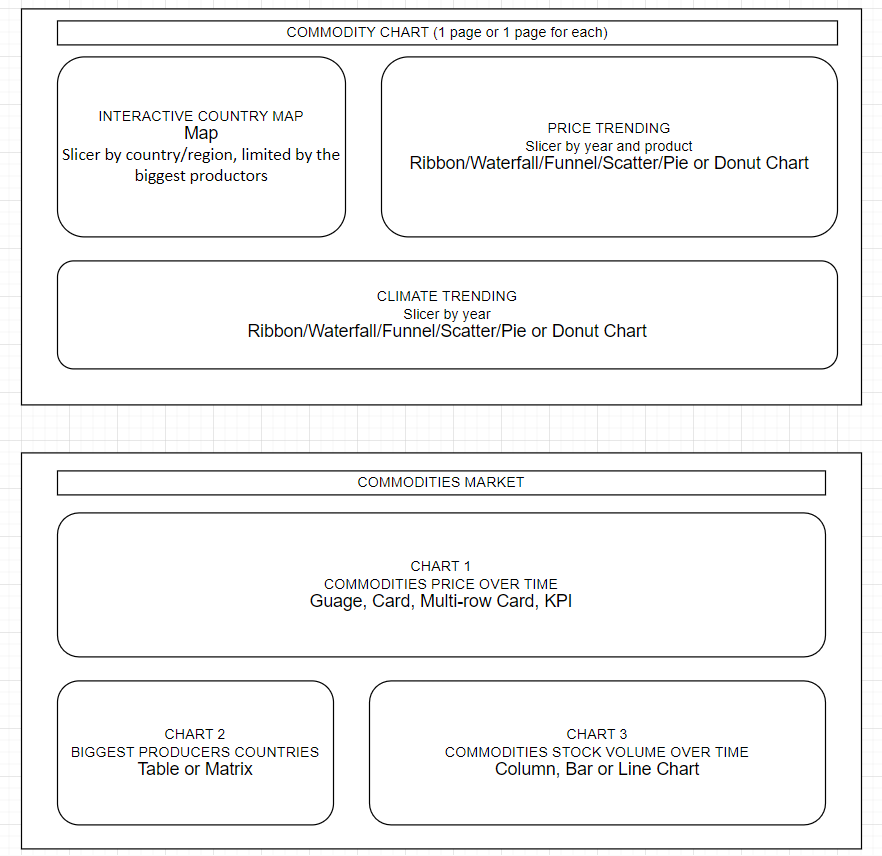 COMMODITY CHART (1 page or 1 page for each)
INTERACTIVE COUNTRY MAP
Map
Slicer by country/region, limited by the
biggest productors
PRICE TRENDING
Slicer by year and product
Ribbon/Waterfall/Funnel/Scatter/Pie or Donut Chart
CLIMATE TRENDING
Slicer by year
Ribbon/Waterfall/Funnel/Scatter/Pie or Donut Chart
COMMODITIES MARKET
CHART 1
COMMODITIES PRICE OVER TIME
Guage, Card, Multi-row Card, KPI
CHART 2
BIGGEST PRODUCERS COUNTRIES
Table or Matrix
CHART 3
COMMODITIES STOCK VOLUME OVER TIME
Column, Bar or Line Chart